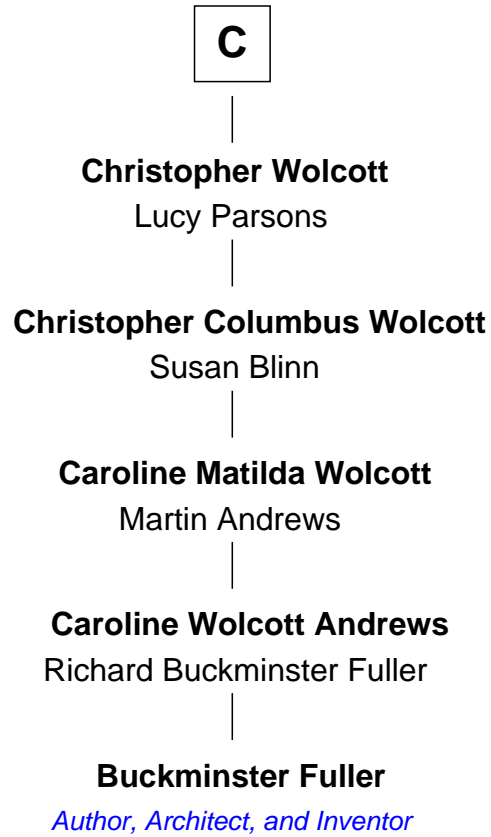 C
Christopher Wolcott
Lucy Parsons
Christopher Columbus Wolcott
Susan Blinn
Caroline Matilda Wolcott
Martin Andrews
Caroline Wolcott Andrews
Richard Buckminster Fuller
Buckminster Fuller
Author, Architect, and Inventor